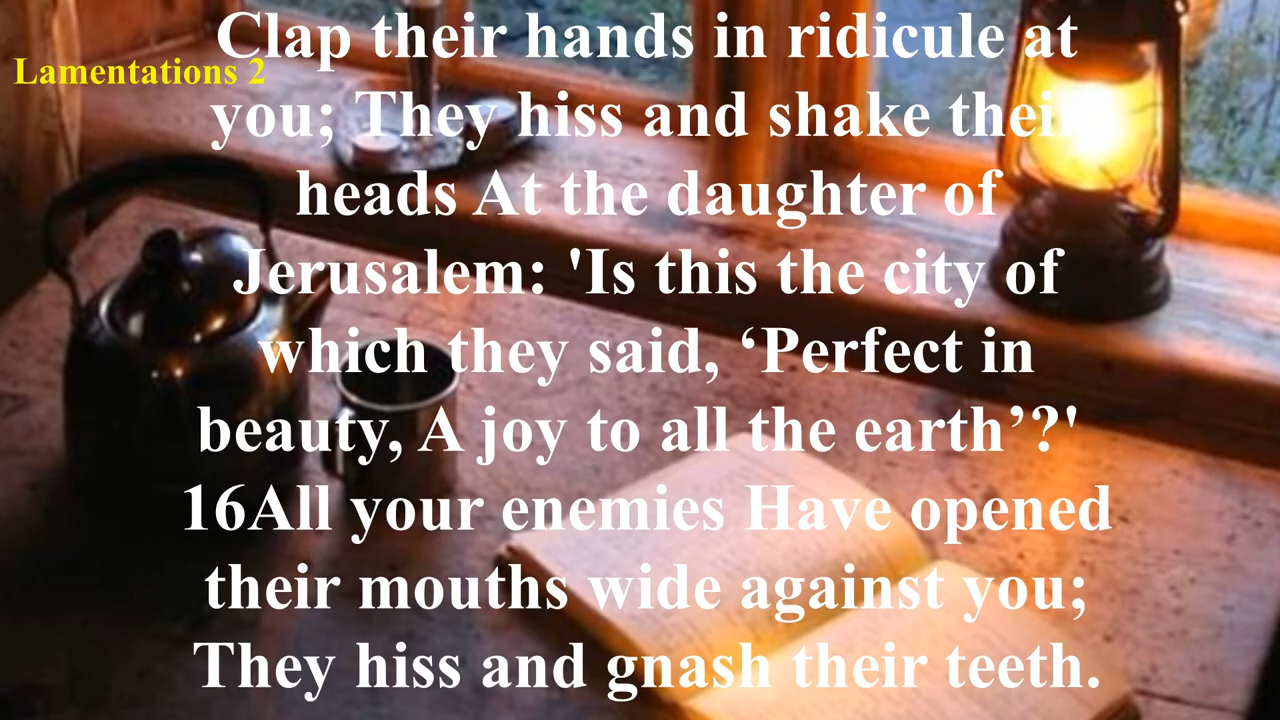 Lamentations 2
Clap their hands in ridicule at
you; They hiss and shake their
heads At the daughter of
Jerusalem: 'Is this the city of
which they said, ‘Perfect in
beauty, A joy to all the earth’?'
16All your enemies Have opened
their mouths wide against you;
They hiss and gnash their teeth.